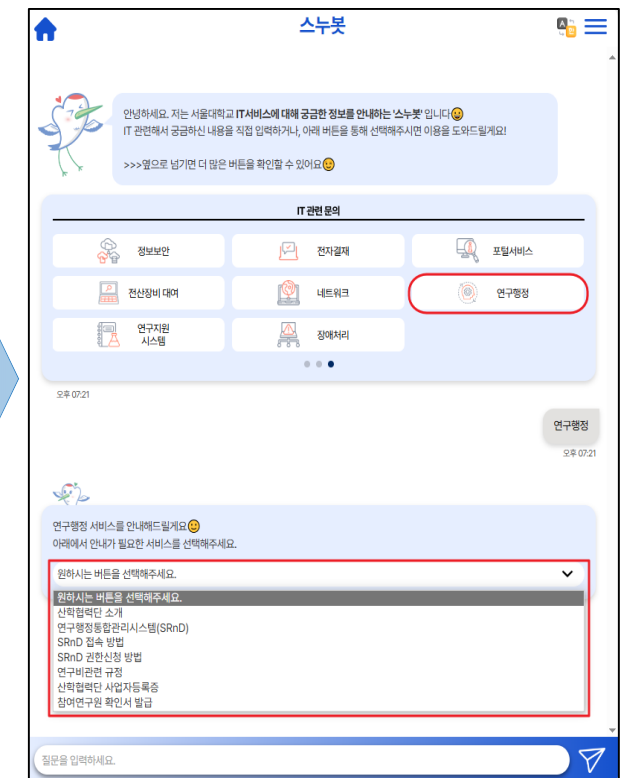 스누봇
안녕하세요. 저는 서울대학교 IT서비스에 대해 궁금한 정보를 안내하는 '스누봇' 입니다
IT 관련해서 궁금하신 내용을 직접 입력하거나, 아래 버튼을 통해 선택해주시면 이용을 도와드릴게요!
>>>옆으로 넘기면 더 많은 버튼을 확인할 수 있어요
IT 관련 문의
정보보안
전자결재
포털서비스
전산장비 대여
네트워크
연구행정
연구지원
시스템
장애처리
오후 07:21
연구행정
오후 07:21
연구행정 서비스를 안내해드릴게요
아래에서 안내가 필요한 서비스를 선택해주세요.
원하시는 버튼을 선택해주세요.
원하시는 버튼을 선택해주세요.
산학협력단 소개
연구행정통합관리시스템(SRnD)
SRnD 접속 방법
SRnD 권한신청 방법
연구비관련 규정
산학협력단 사업자등록증
참여연구원 확인서 발급
질문을 입력하세요.